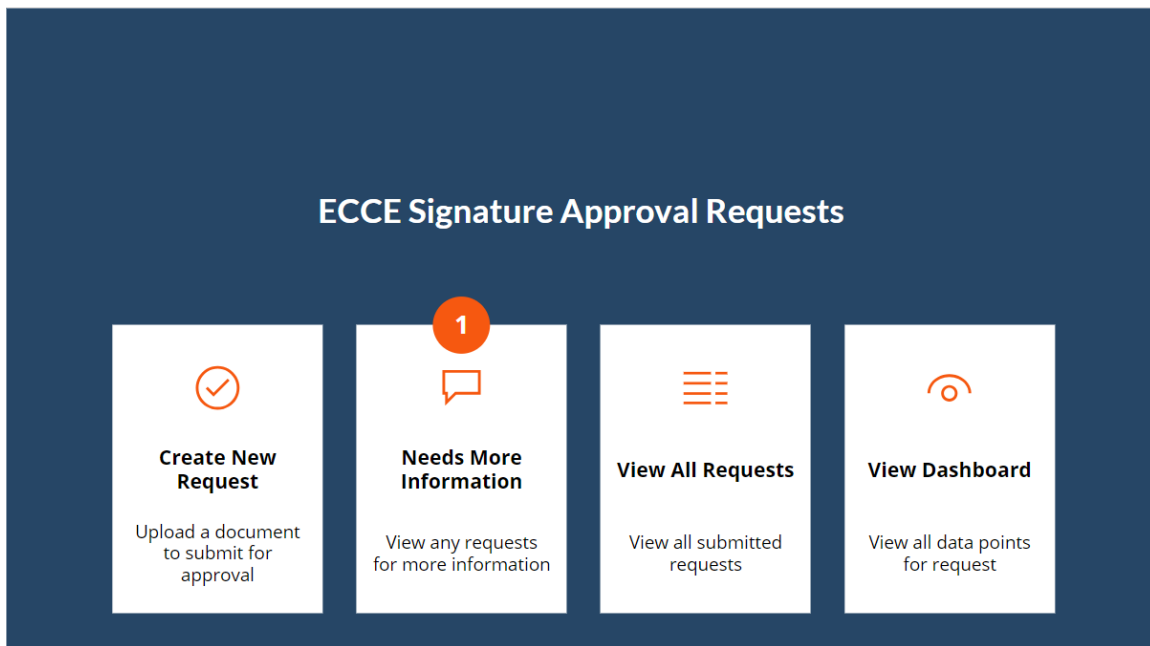 ECCE Signature Approval Requests
1
Create New
Request
Upload a document
to submit for
approval
Needs More
Information
View any requests
for more information
View All Requests
View all submitted
requests
View Dashboard
View all data points
for request